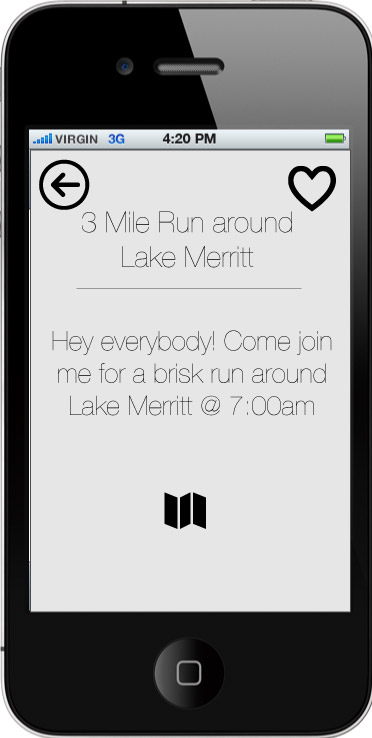 VIRGIN 3G 4:20 PM
3 Mile Run around
Lake Merritt
Hey everybody! Come join
me for a brisk run around
Lake Merritt @ 7:00am